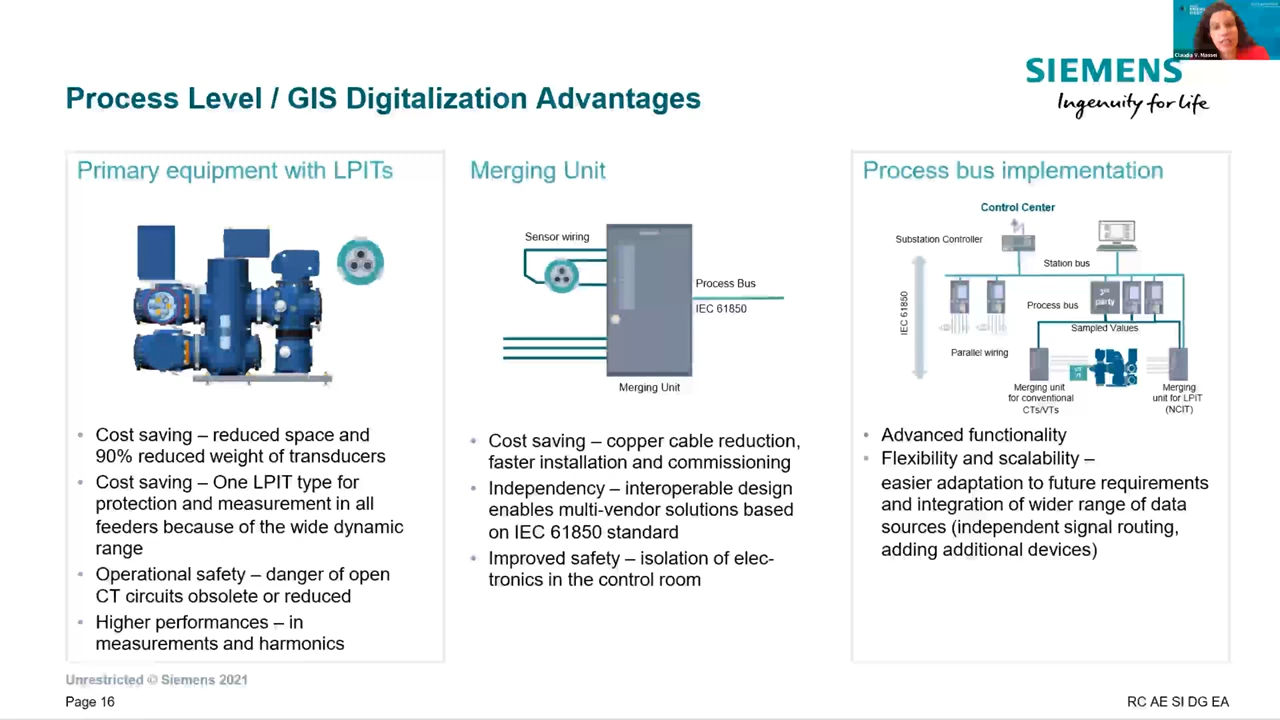 Claudia V. Massei
SIEMENS
Ingenuity for life
Process Level / GIS Digitalization Advantages
Primary equipment with LPITs
• Cost saving – reduced space and
90% reduced weight of transducers
• Cost saving – One LPIT type for
protection and measurement in all
feeders because of the wide dynamic
range
• Operational safety – danger of open
CT circuits obsolete or reduced
• Higher performances – in
measurements and harmonics
Merging Unit
Sensor wiring
Process Bus
IEC 61850
Merging Unit
• Cost saving – copper cable reduction,
faster installation and commissioning
• Independency – interoperable design
enables multi-vendor solutions based
on IEC 61850 standard
• Improved safety – isolation of elec-
tronics in the control room
Process bus implementation
Control Center
Substation Controller
Station bus
IEC 61850
3rd
party
Process bus
Sampled Values
Parallel wiring
Merging unit
for conventional
CTs/VTs
Merging
unit for LPIT
(NCIT)
• Advanced functionality
• Flexibility and scalability –
easier adaptation to future requirements
and integration of wider range of data
sources (independent signal routing,
adding additional devices)
Unrestricted © Siemens 2021
Page 16
RC AE SI DG EA